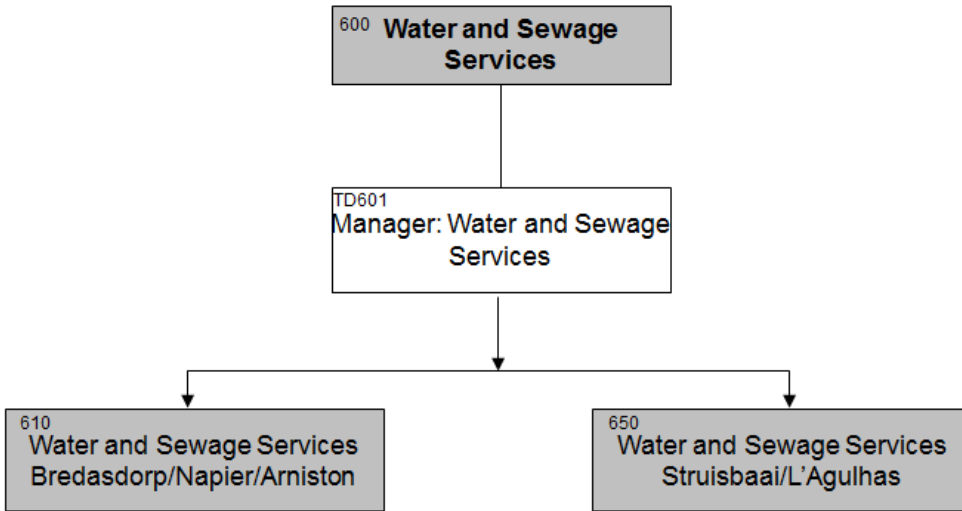 600 Water and Sewage
Services
TD601
Manager: Water and Sewage
Services
610
Water and Sewage Services
Bredasdorp/Napier/Arniston
650
Water and Sewage Services
Struisbaai/L’Agulhas